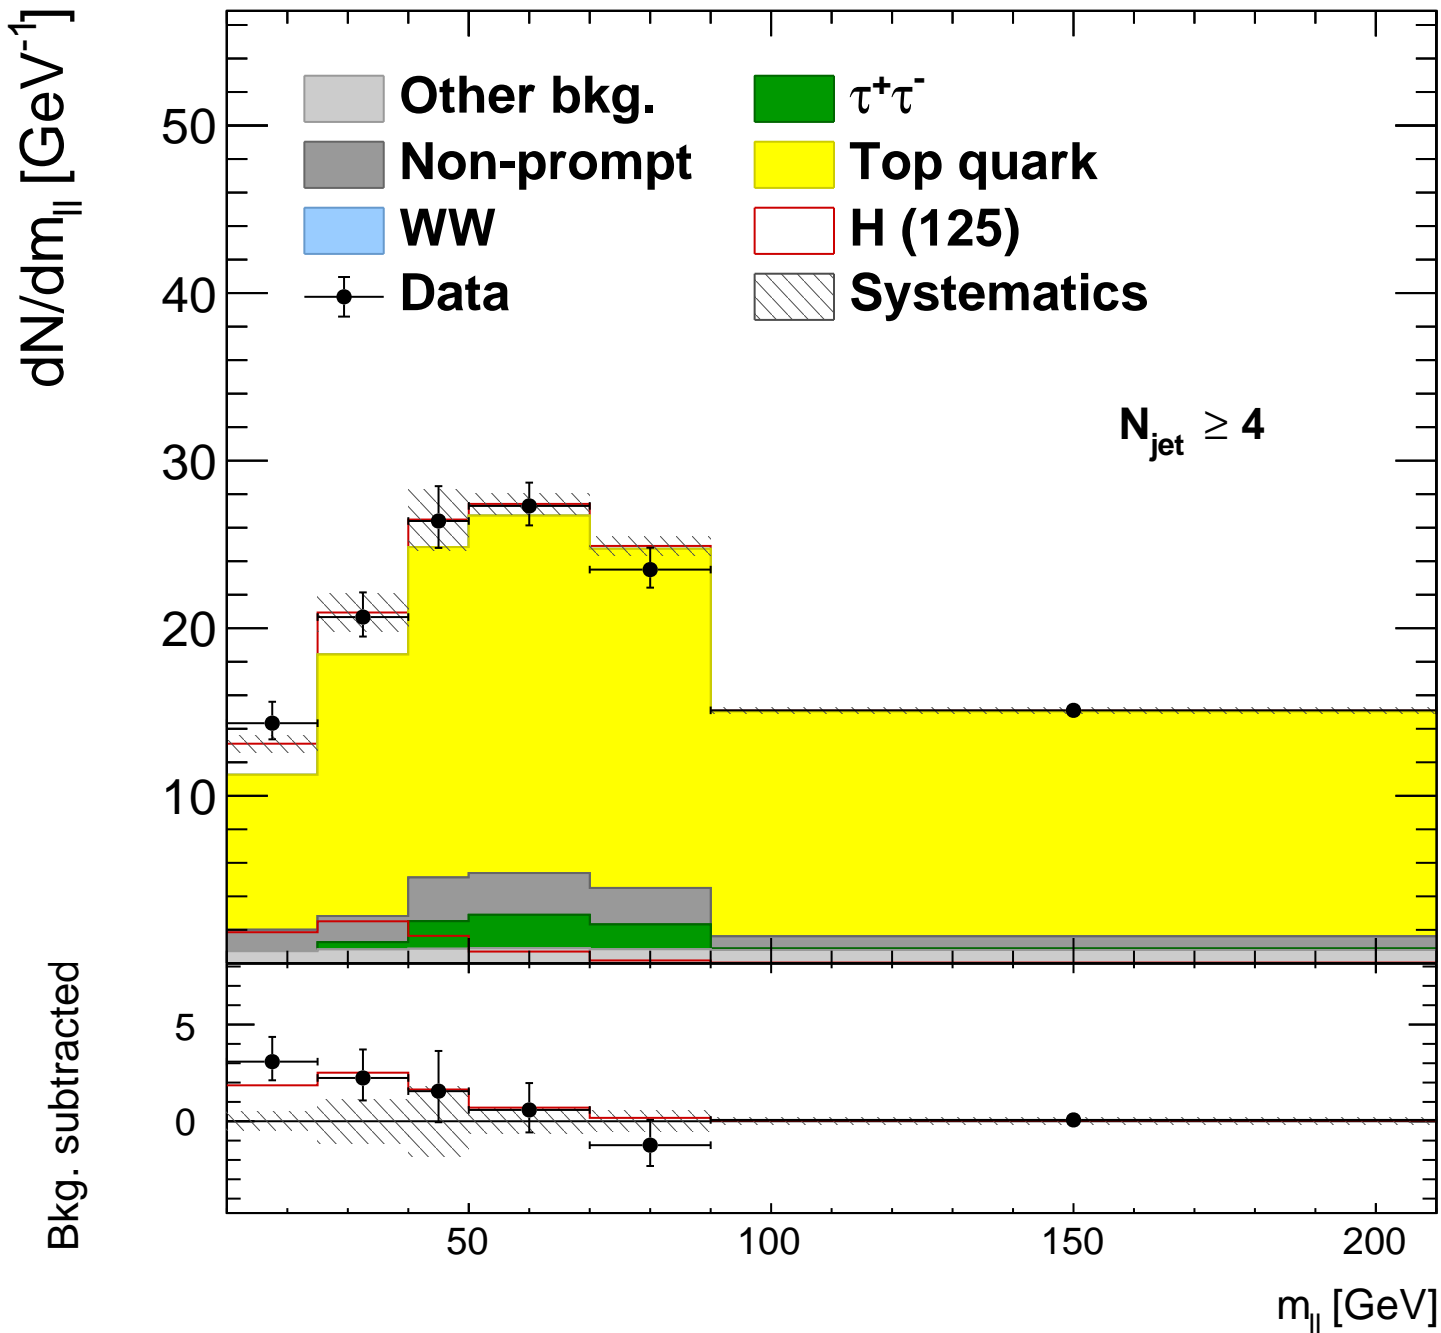 dN/dm_ll [GeV^-1]
Other bkg.
τ⁺τ⁻
Non-prompt
Top quark
WW
H (125)
Data
Systematics
N_jet ≥ 4
50
40
30
20
10
Bkg. subtracted
5
0
50
100
150
200
m_ll [GeV]